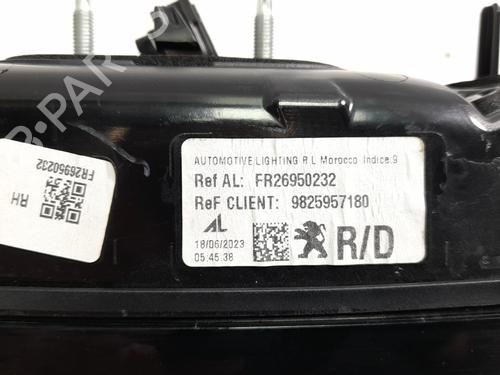 AUTOMOTIVE LIGHTING R.L Morocco Indice:9
Ref AL: FR26950232
ReF CLIENT: 9825957180
AL
18/06/2023
05:45:38
R/D
RH
FR26950232
B-PARTS